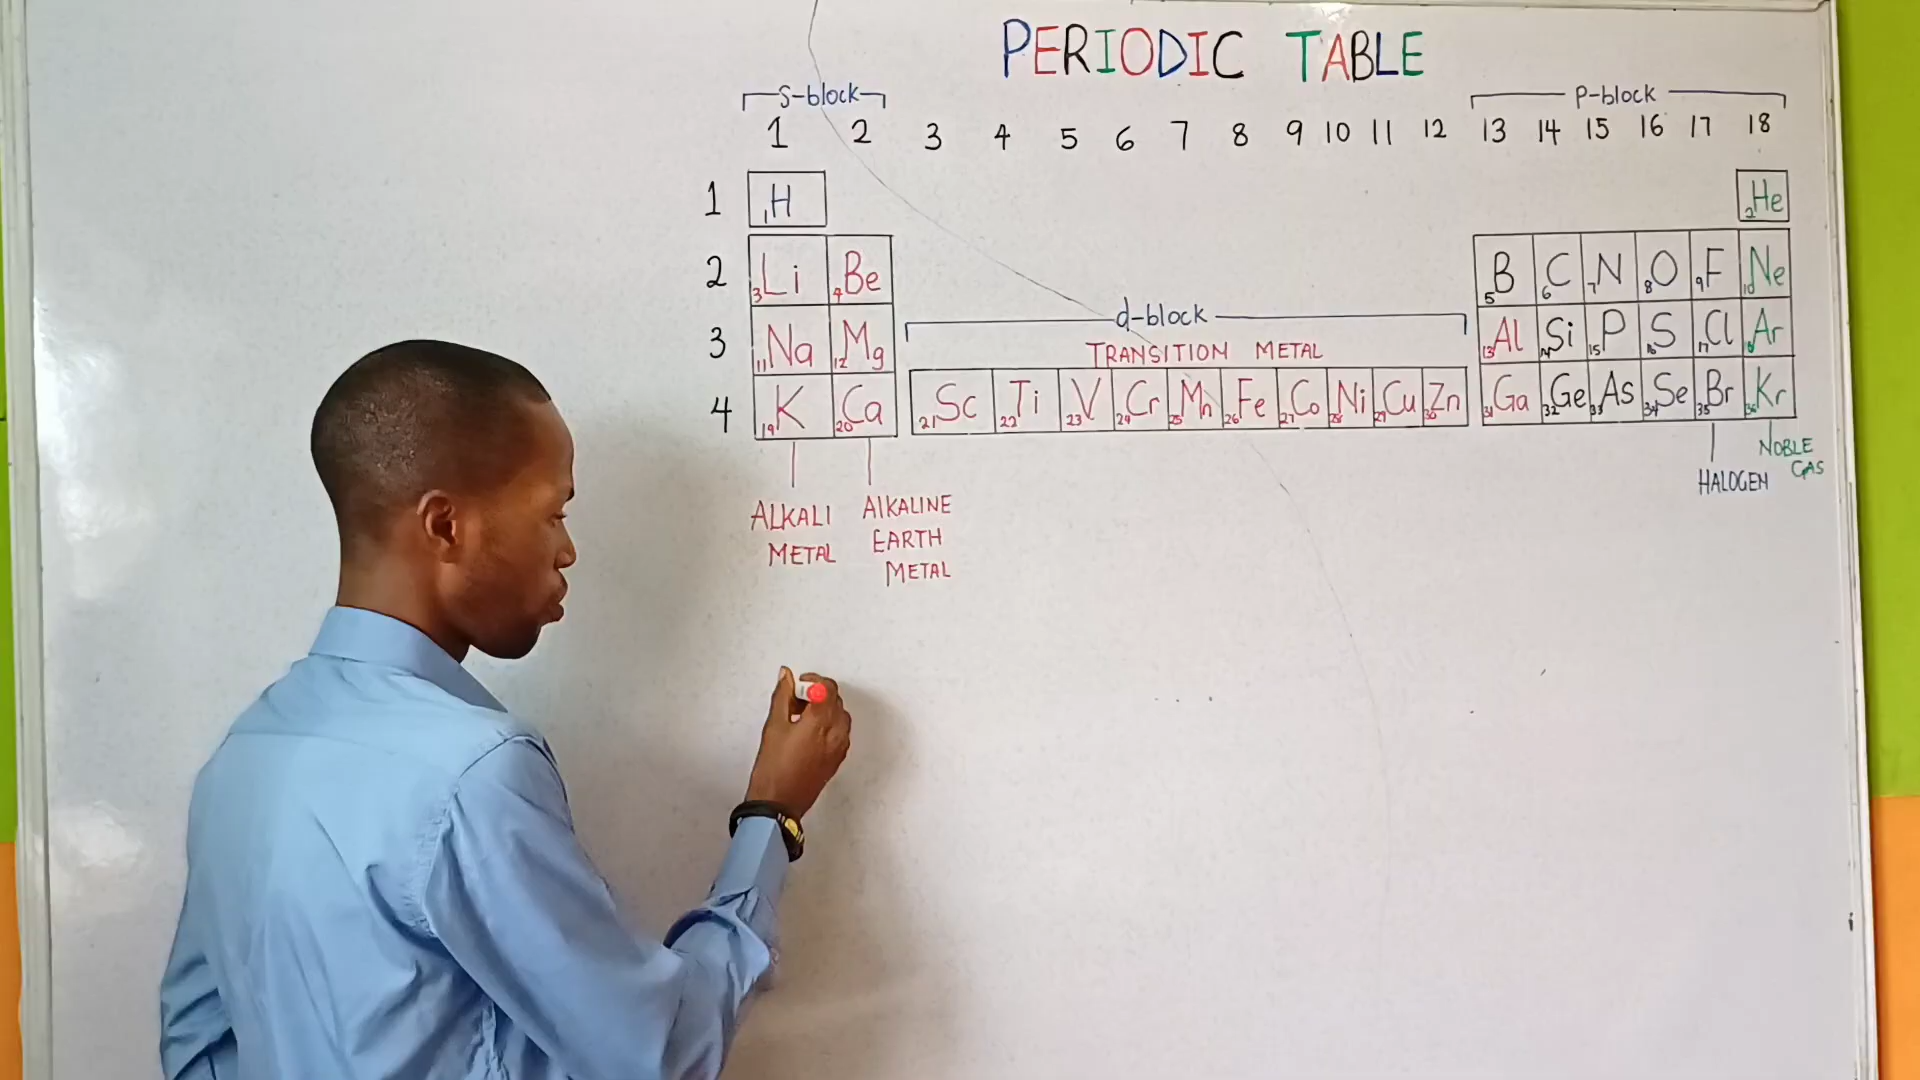 PERIODIC TABLE
S-block P-block
1 2 3 4 5 6 7 8 9 10 11 12 13 14 15 16 17 18
1 1H 2He
2 3Li 4Be 5B 6C 7N 8O 9F 10Ne
d-block
3 11Na 12Mg TRANSITION METAL 13Al 14Si 15P 16S 17Cl Ar
4 19K 20Ca 21Sc 22Ti 23V 24Cr 25Mn 26Fe 27Co 28Ni 29Cu 30Zn 31Ga 32Ge 33As 34Se 35Br 36Kr
NOBLE
GAS
HALOGEN
ALKALI
METAL
AlKALINE
EARTH
METAL